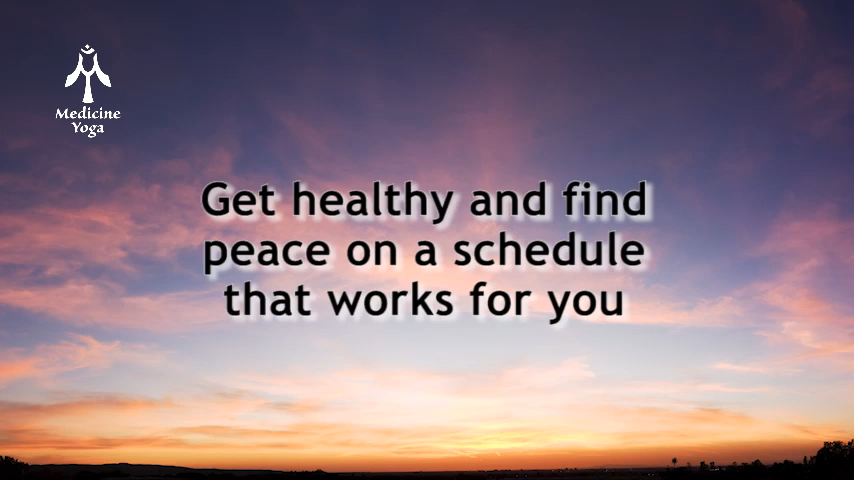 Medicine
Yoga
Get healthy and find
peace on a schedule
that works for you